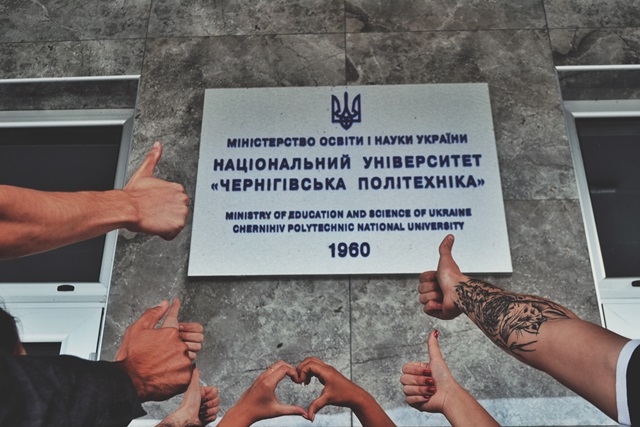 МІНІСТЕРСТВО ОСВІТИ І НАУКИ УКРАЇНИ
НАЦІОНАЛЬНИЙ УНІВЕРСИТЕТ
«ЧЕРНІГІВСЬКА ПОЛІТЕХНІКА»
MINISTRY OF EDUCATION AND SCIENCE OF UKRAINE
CHERNIHIV POLYTECHNIC NATIONAL UNIVERSITY
1960